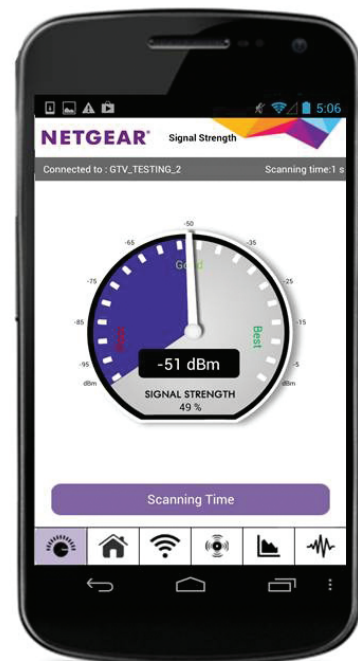 5:06
NETGEAR® Signal Strength
Connected to : GTV_TESTING_2 Scanning time:1 s
-50
-65 -35
-75 -25
-85 -15
-95 -5
dBm dBm
Good
Poor
Best
-51 dBm
SIGNAL STRENGTH
49 %
Scanning Time